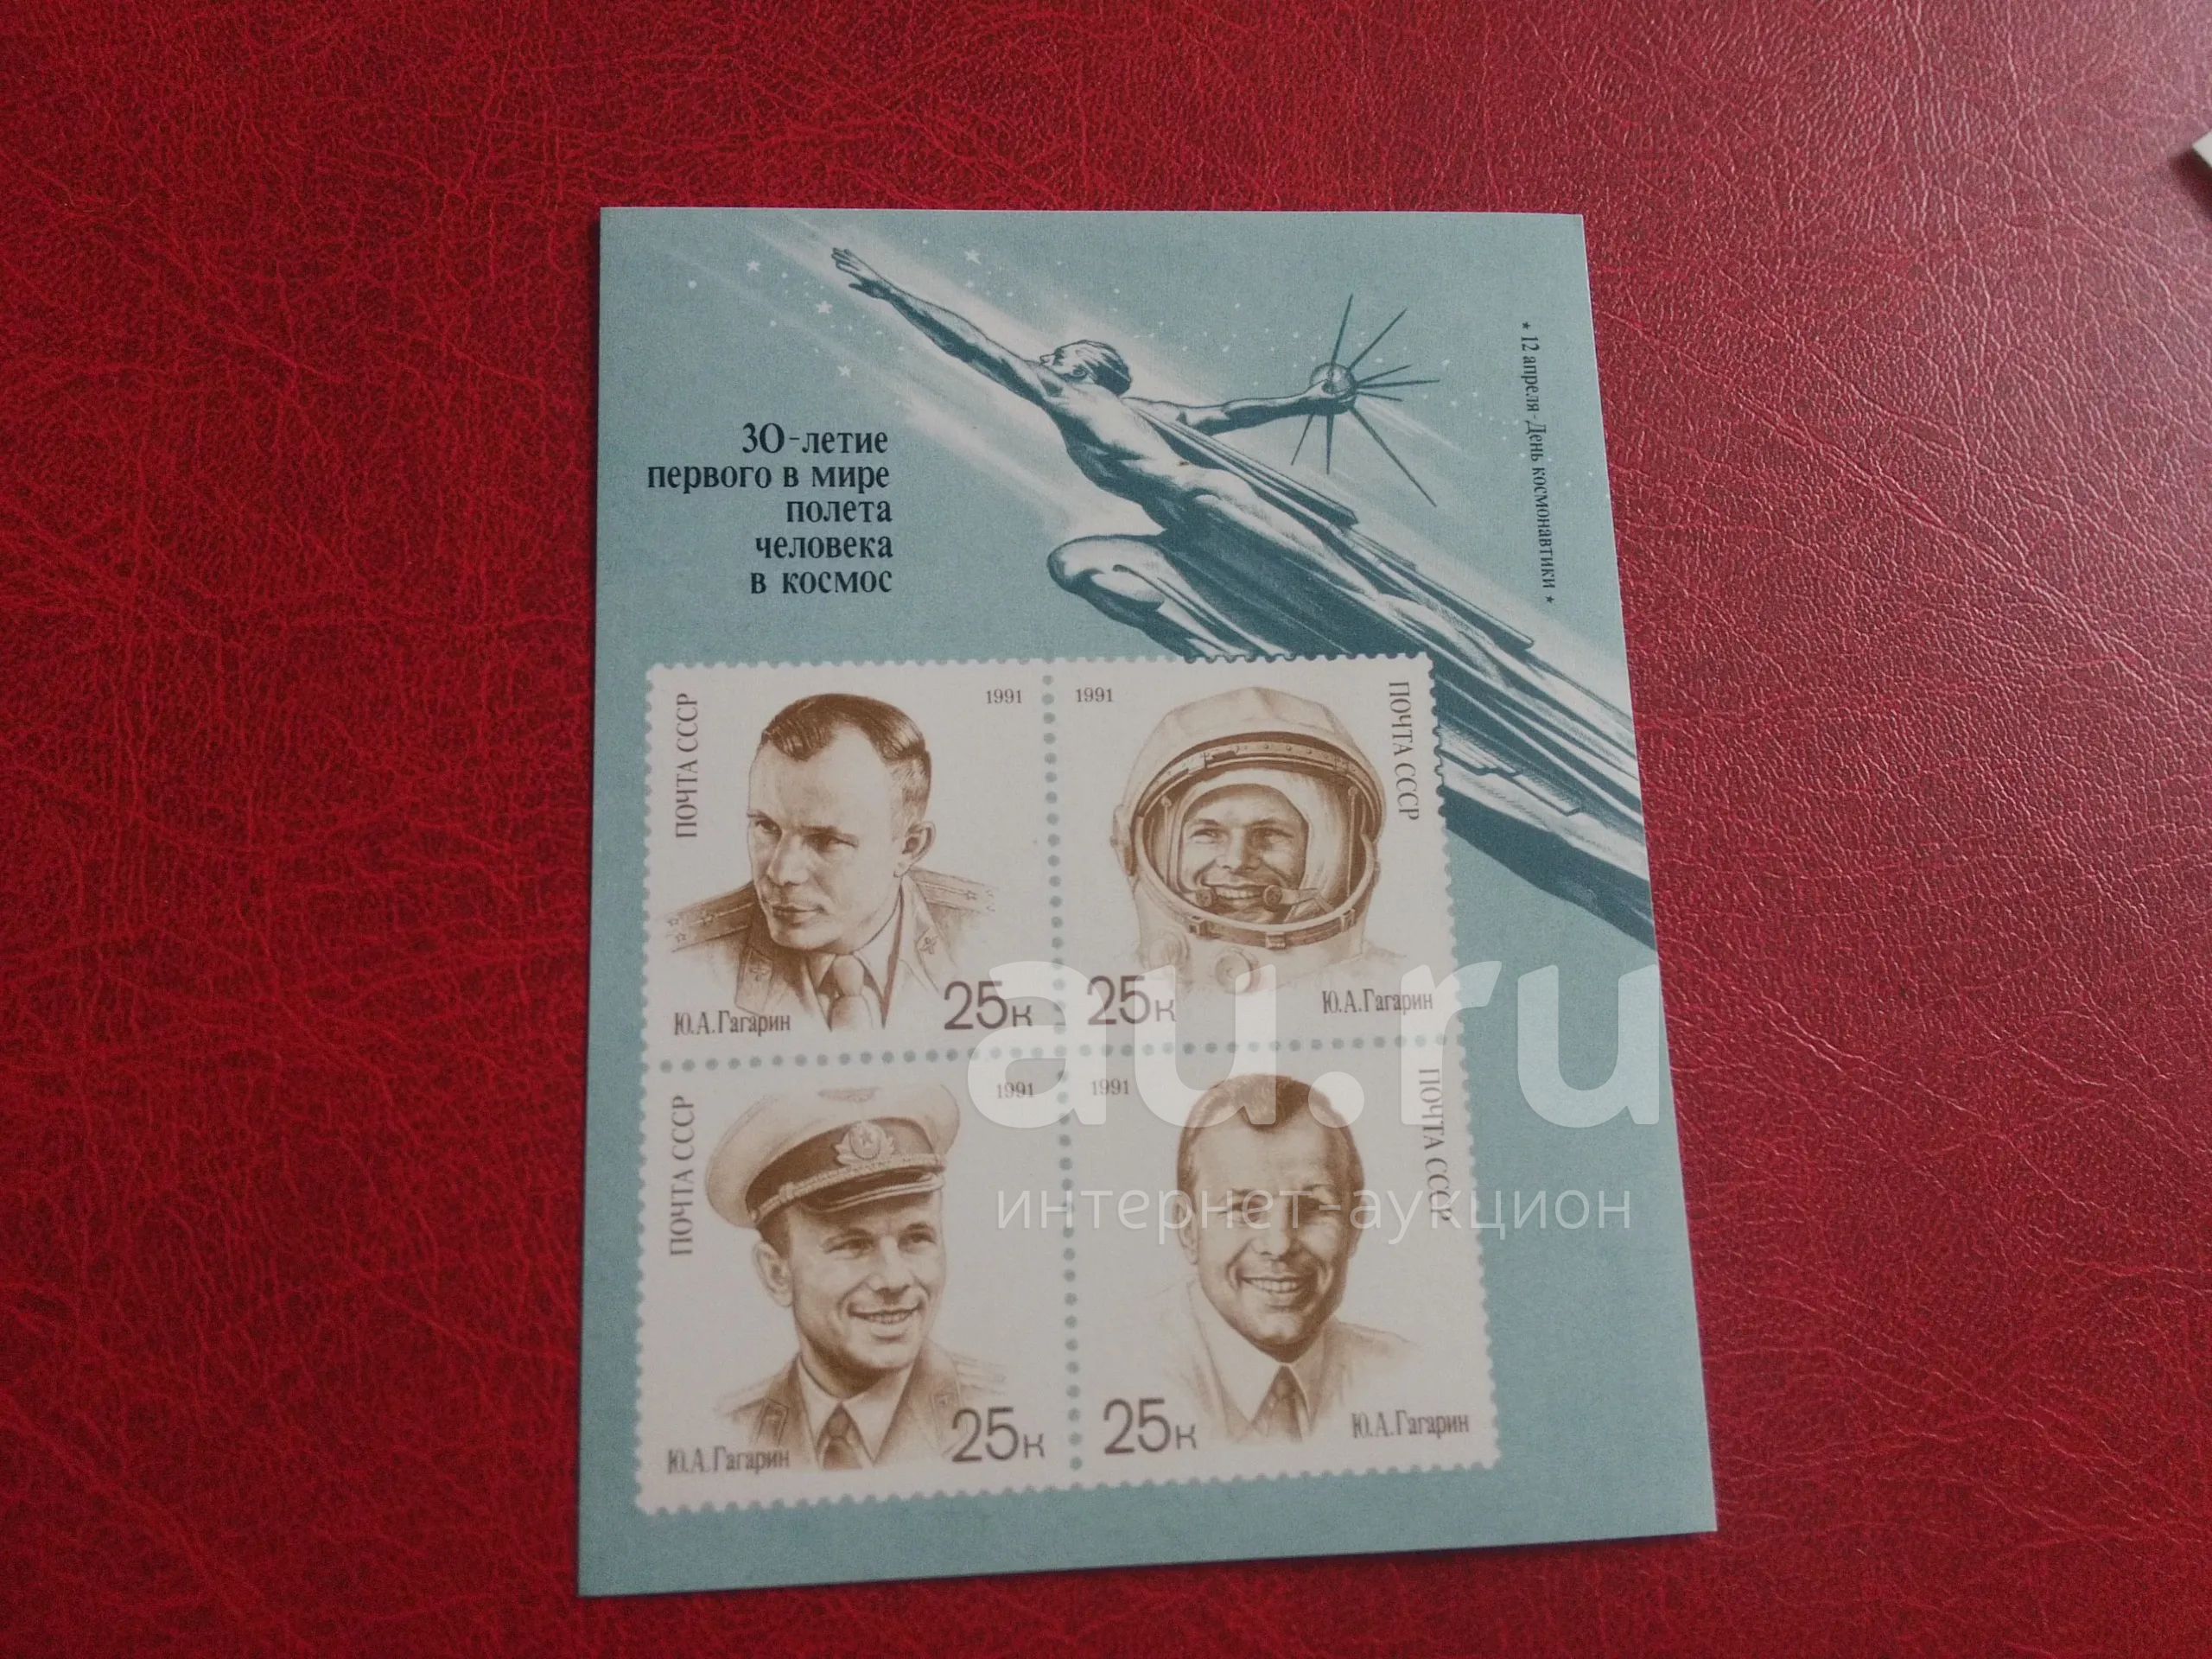 30-летие
первого в мире
полета
человека
в космос
* 12 апреля-День космонавтики *
ПОЧТА СССР
1991
Ю.А.Гагарин
25к
1991
ПОЧТА СССР
25к
Ю.А.Гагарин
ПОЧТА СССР
1991
Ю.А.Гагарин
25к
1991
ПОЧТА СССР
25к
Ю.А.Гагарин
au.ru
интернет-аукцион